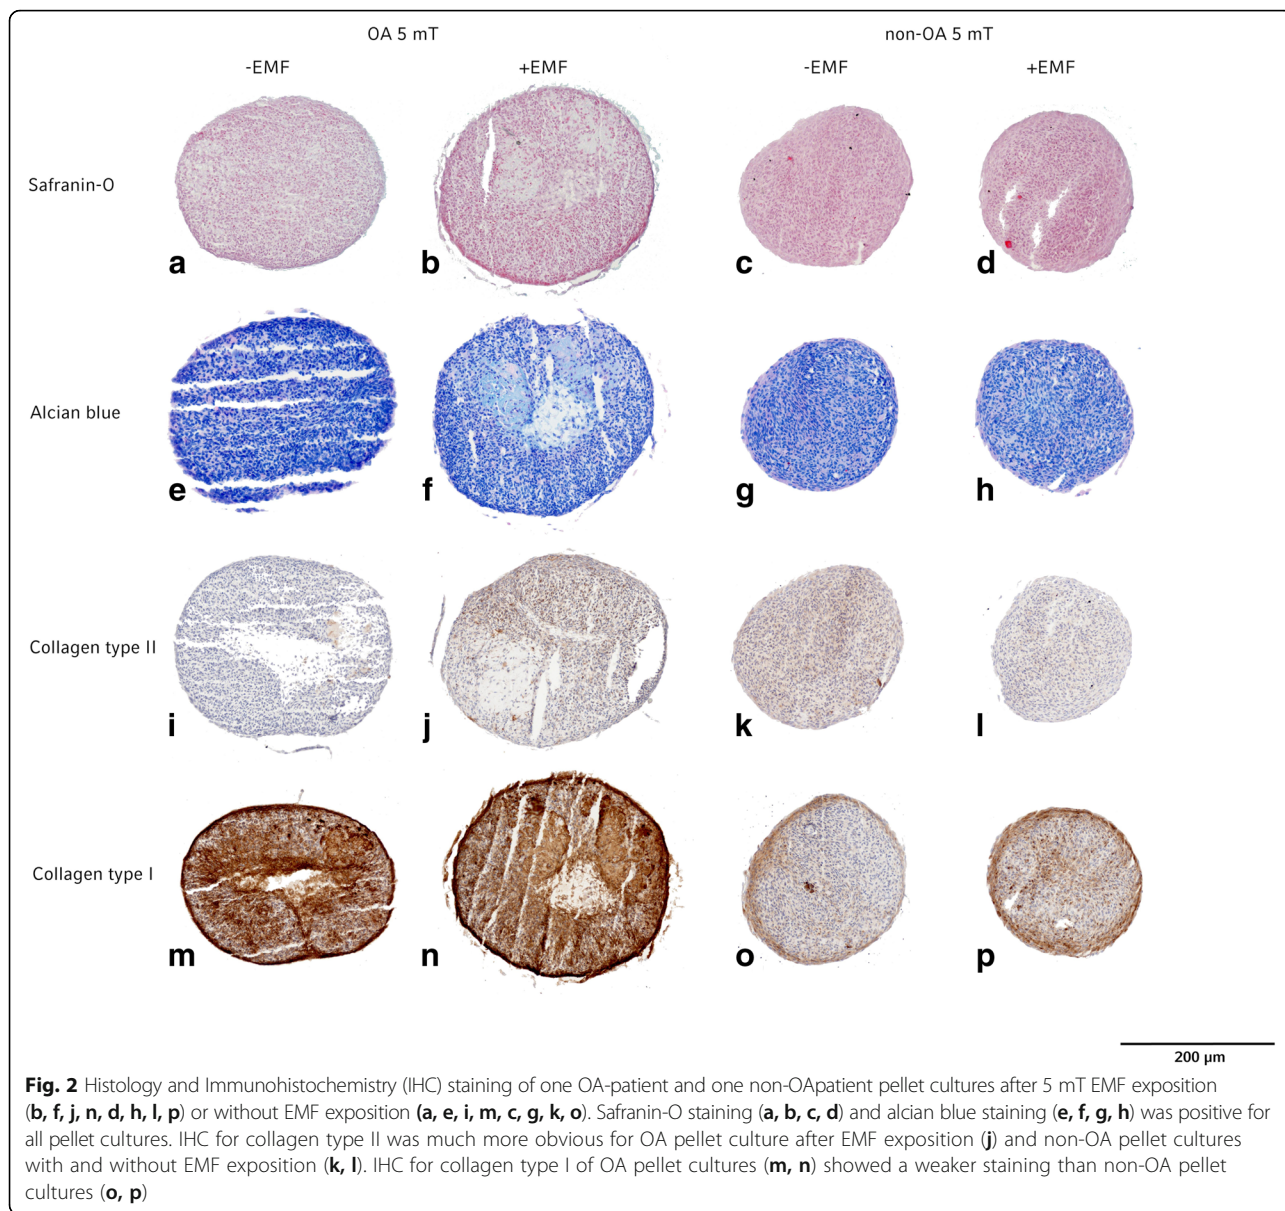 OA 5 mT non-OA 5 mT
-EMF +EMF -EMF +EMF
Safranin-O
a b c d
Alcian blue
e f g h
Collagen type II
i j k l
Collagen type I
m n o p
200 µm
Fig. 2 Histology and Immunohistochemistry (IHC) staining of one OA-patient and one non-OApatient pellet cultures after 5 mT EMF exposition
(b, f, j, n, d, h, l, p) or without EMF exposition (a, e, i, m, c, g, k, o). Safranin-O staining (a, b, c, d) and alcian blue staining (e, f, g, h) was positive for
all pellet cultures. IHC for collagen type II was much more obvious for OA pellet culture after EMF exposition (j) and non-OA pellet cultures
with and without EMF exposition (k, l). IHC for collagen type I of OA pellet cultures (m, n) showed a weaker staining than non-OA pellet
cultures (o, p)